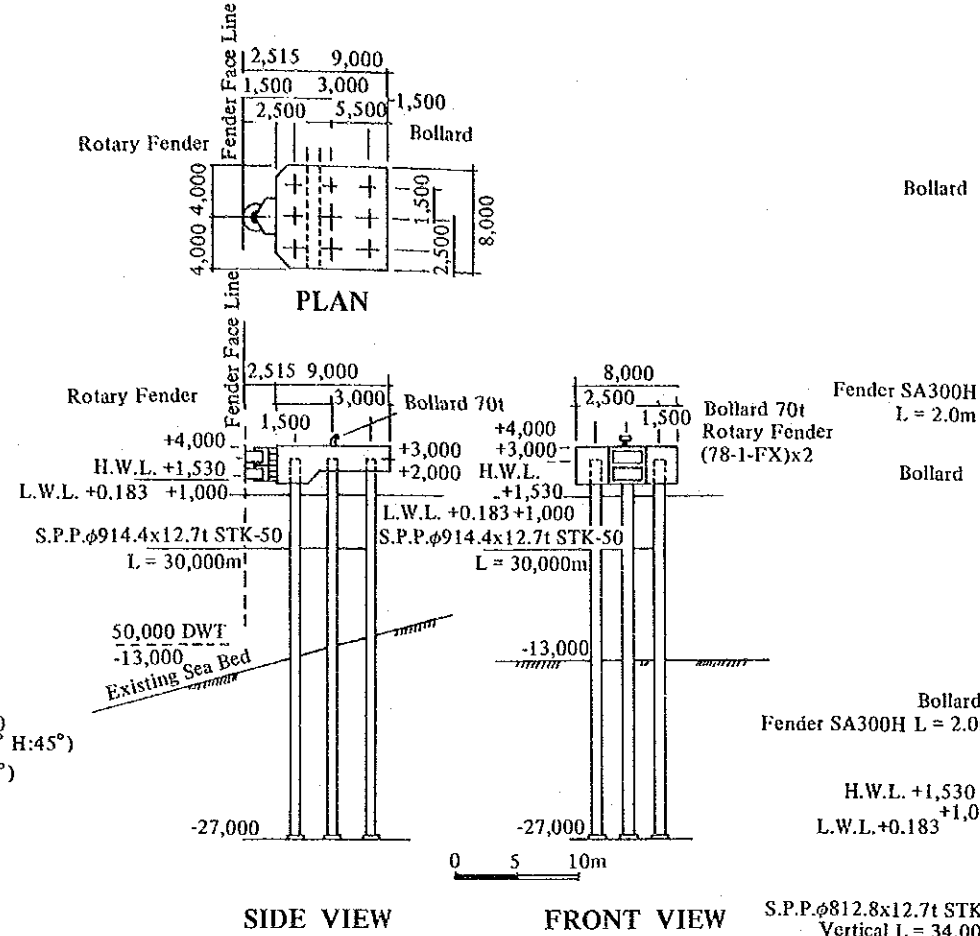 Fender Face Line
2,515 9,000
1,500 3,000
1,500
2,500 5,500
Rotary Fender
Bollard
4,000
4,000
1,500
2,500
8,000
PLAN
Bollard
Fender Face Line
2,515 9,000
3,000
1,500
Rotary Fender
Bollard 70t
+4,000
+3,000
+2,000
H.W.L. +1,530
L.W.L. +0.183 +1,000
S.P.P.φ914.4x12.7t STK-50
L = 30,000m
50,000 DWT
-13,000
Existing Sea Bed
-27,000
SIDE VIEW
8,000
2,500
1,500
Bollard 70t
Rotary Fender
(78-1-FX)x2
+4,000
+3,000
H.W.L.
+1,530
L.W.L. +0.183 +1,000
S.P.P.φ914.4x12.7t STK-50
L = 30,000m
-13,000
-27,000
0 5 10m
FRONT VIEW
Fender SA300H
L = 2.0m
Bollard
Bollard
Fender SA300H L = 2.0
H.W.L. +1,530
+1,0
L.W.L.+0.183
S.P.P.φ812.8x12.7t STK
Vertical L = 34.00
H:45°)
°)